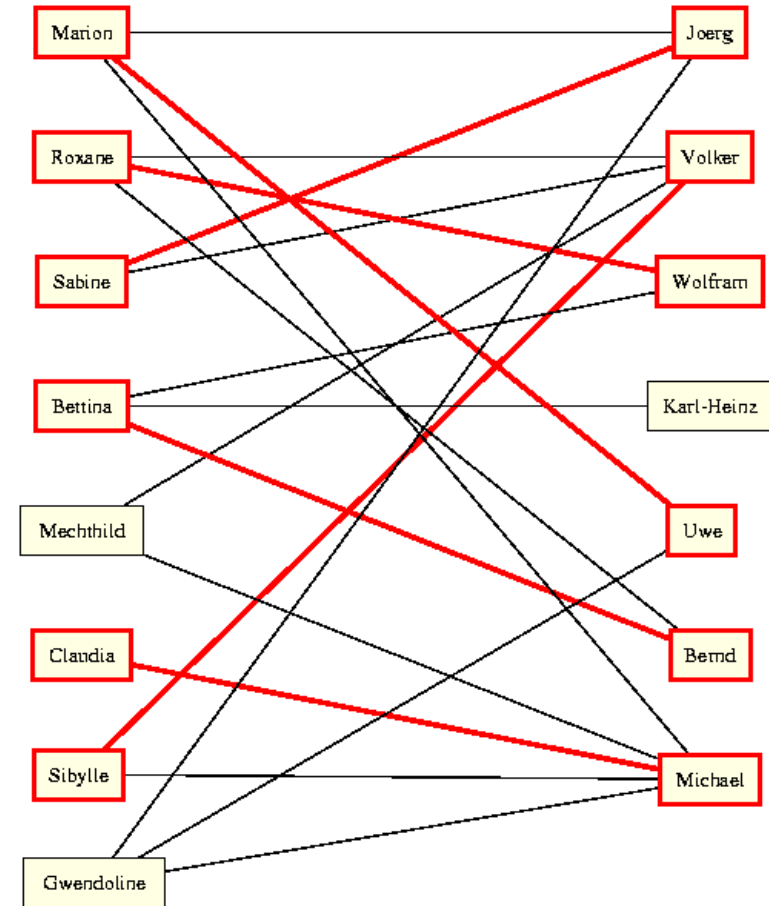 Marion
Joerg
Roxane
Volker
Sabine
Wolfram
Bettina
Karl-Heinz
Mechthild
Uwe
Claudia
Bernd
Sibylle
Michael
Gwendoline